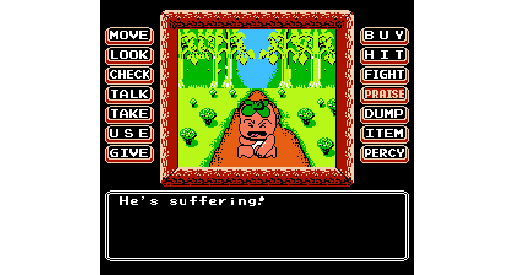 MOVE
LOOK
CHECK
TALK
TAKE
USE
GIVE
BUY
HIT
FIGHT
PRAISE
DUMP
ITEM
PERCY
He's suffering!